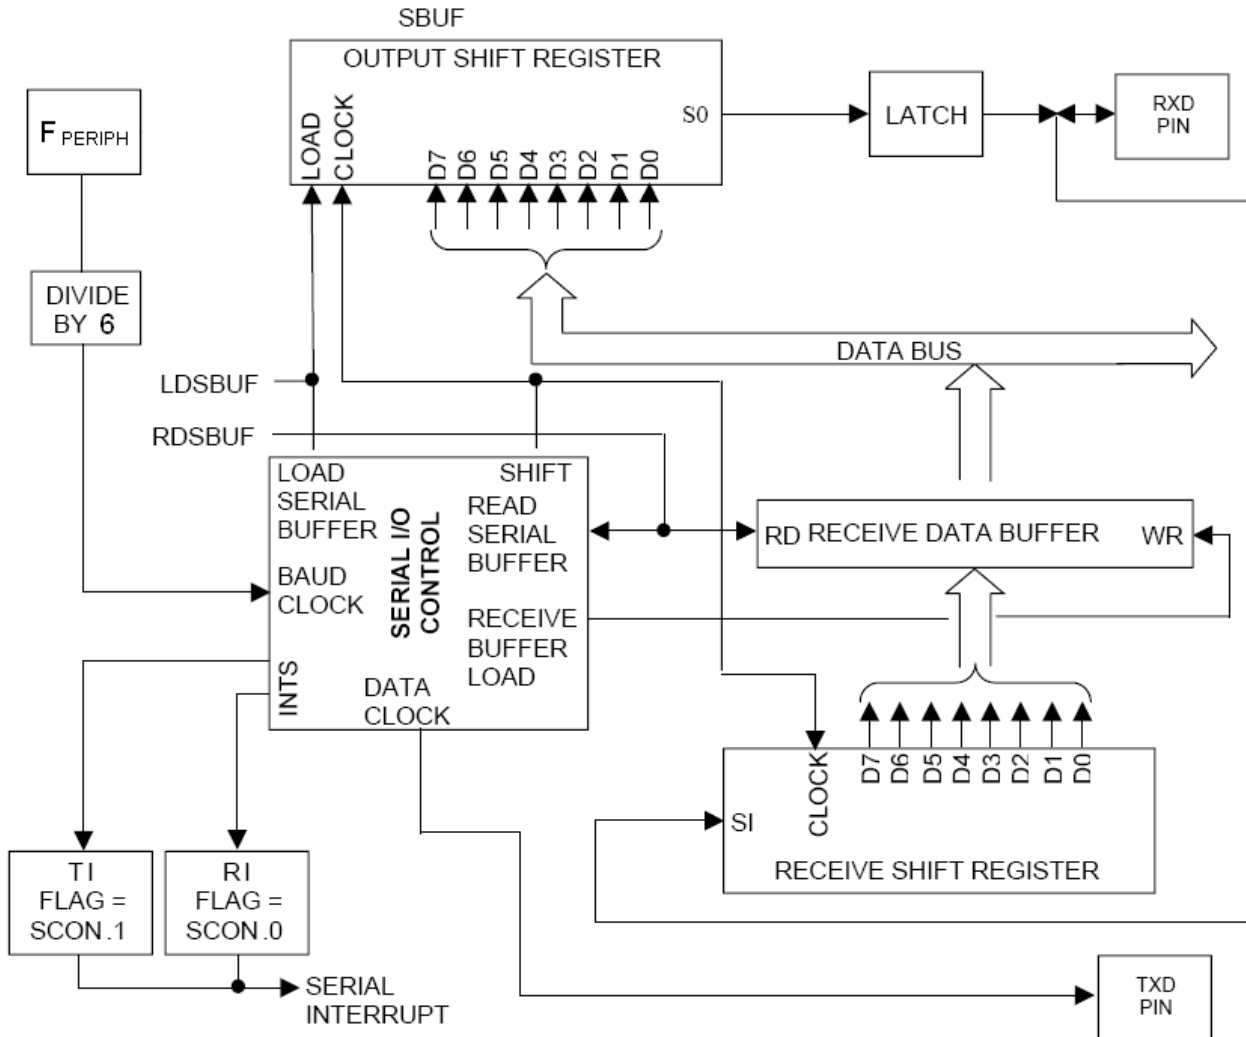 SBUF
OUTPUT SHIFT REGISTER
LOAD
CLOCK
D7
D6
D5
D4
D3
D2
D1
D0
S0
LATCH
RXD
PIN
F PERIPH
DIVIDE
BY 6
DATA BUS
LDSBUF
RDSBUF
LOAD
SERIAL
BUFFER
SHIFT
READ
SERIAL
BUFFER
BAUD
CLOCK
SERIAL I/O
CONTROL
RECEIVE
BUFFER
LOAD
INTS
DATA
CLOCK
RD RECEIVE DATA BUFFER WR
CLOCK
D7
D6
D5
D4
D3
D2
D1
D0
SI
RECEIVE SHIFT REGISTER
TI
FLAG =
SCON.1
RI
FLAG =
SCON.0
SERIAL
INTERRUPT
TXD
PIN